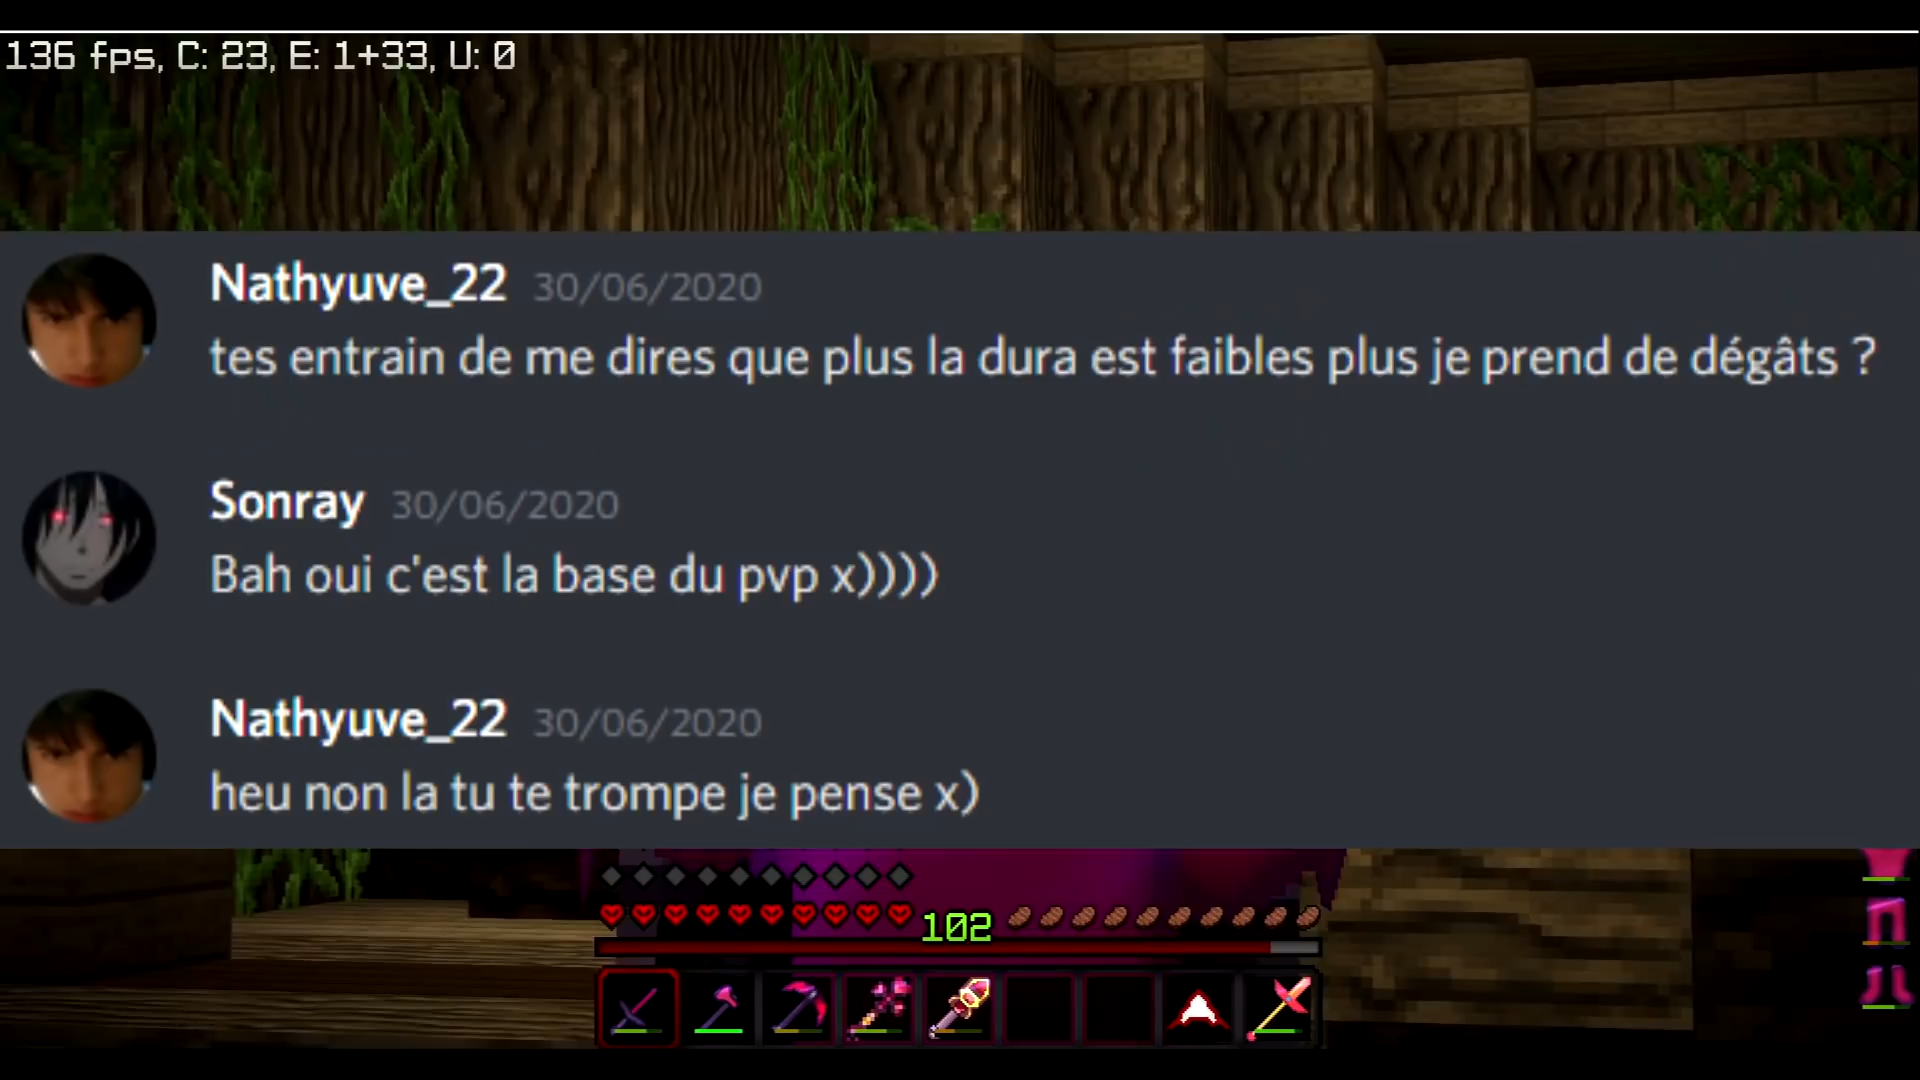 136 fps, C: 23, E: 1+33, U: 0
Nathyuve_22 30/06/2020
tes entrain de me dires que plus la dura est faibles plus je prend de dégâts ?
Sonray 30/06/2020
Bah oui c'est la base du pvp x))))
Nathyuve_22 30/06/2020
heu non la tu te trompe je pense x)
102